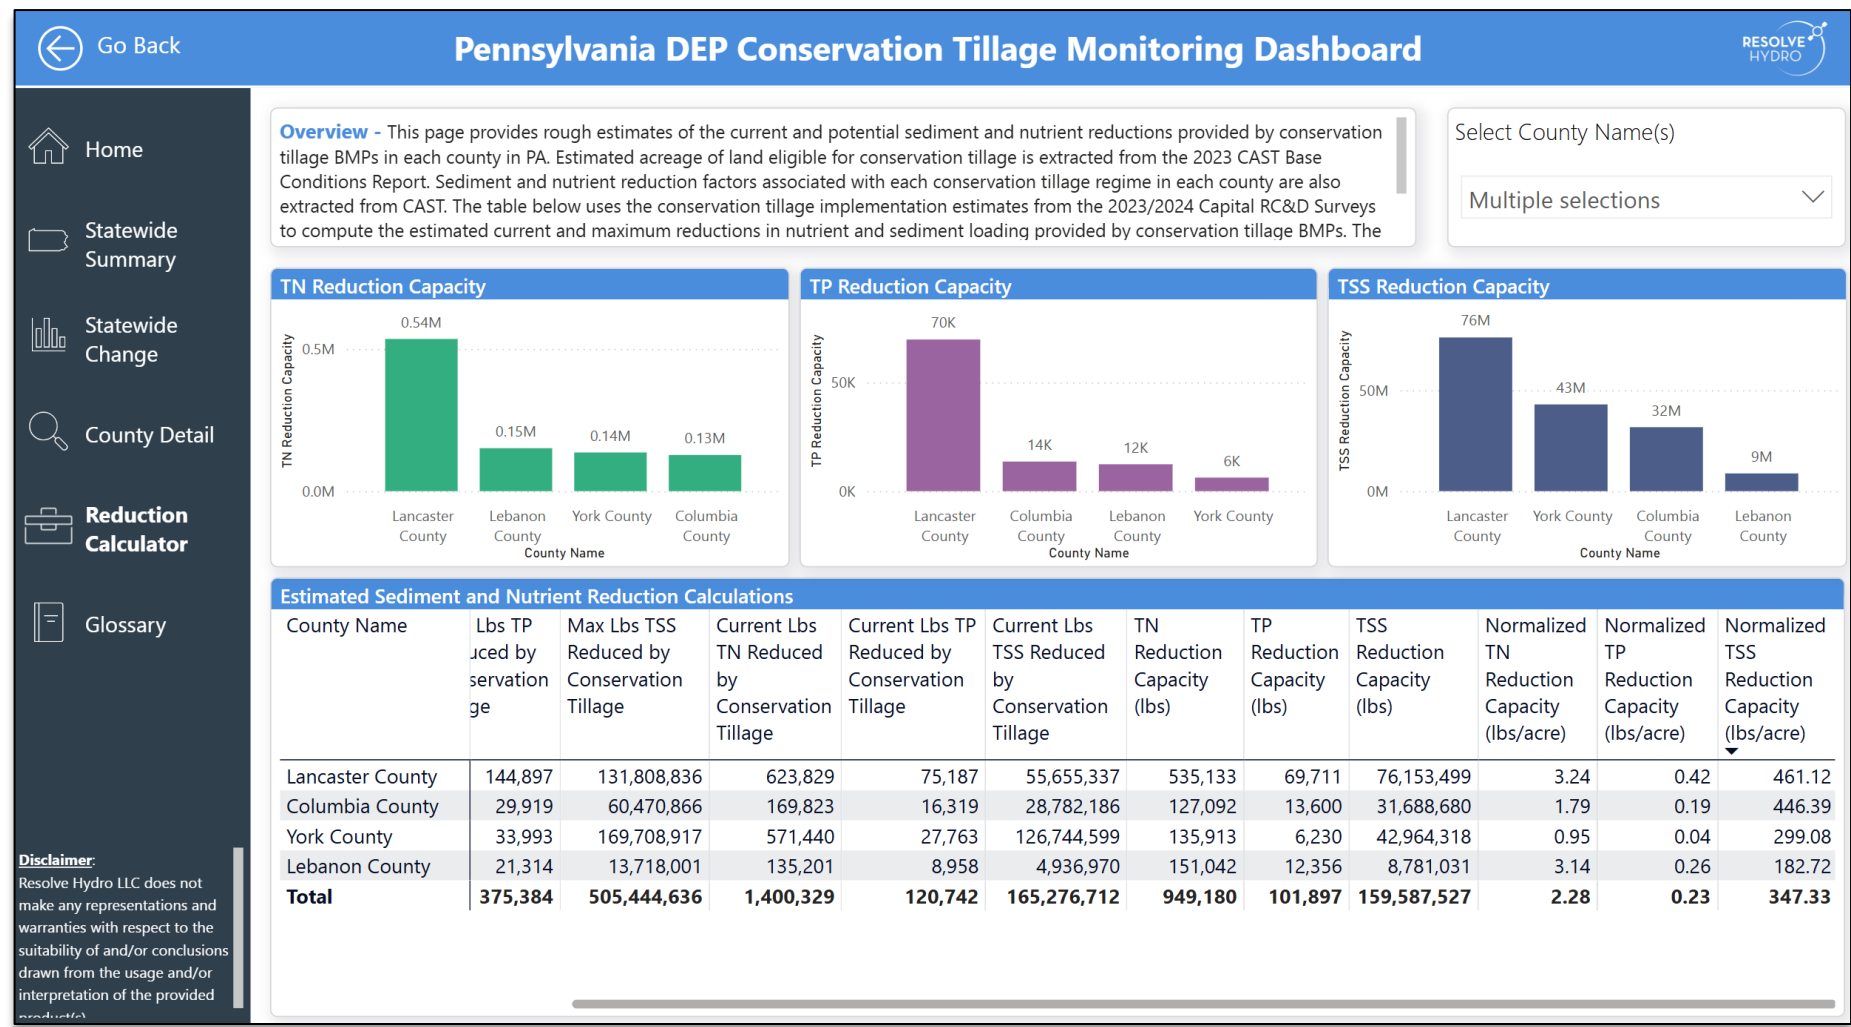 Go Back
Pennsylvania DEP Conservation Tillage Monitoring Dashboard
RESOLVE
HYDRO
Home
Statewide
Summary
Statewide
Change
County Detail
Reduction
Calculator
Glossary
Disclaimer:
Resolve Hydro LLC does not
make any representations and
warranties with respect to the
suitability of and/or conclusions
drawn from the usage and/or
interpretation of the provided
product(s)
Overview - This page provides rough estimates of the current and potential sediment and nutrient reductions provided by conservation
tillage BMPs in each county in PA. Estimated acreage of land eligible for conservation tillage is extracted from the 2023 CAST Base
Conditions Report. Sediment and nutrient reduction factors associated with each conservation tillage regime in each county are also
extracted from CAST. The table below uses the conservation tillage implementation estimates from the 2023/2024 Capital RC&D Surveys
to compute the estimated current and maximum reductions in nutrient and sediment loading provided by conservation tillage BMPs. The
Select County Name(s)
Multiple selections
TN Reduction Capacity
TN Reduction Capacity
0.5M
0.0M
0.54M
0.15M
0.14M
0.13M
Lancaster County
Lebanon County
York County
Columbia County
County Name
TP Reduction Capacity
TP Reduction Capacity
50K
0K
70K
14K
12K
6K
Lancaster County
Columbia County
Lebanon County
York County
County Name
TSS Reduction Capacity
TSS Reduction Capacity
50M
0M
76M
43M
32M
9M
Lancaster County
York County
Columbia County
Lebanon County
County Name
Estimated Sediment and Nutrient Reduction Calculations
County Name
Lbs TP
uced by
servation
ge
Max Lbs TSS
Reduced by
Conservation
Tillage
Current Lbs
TN Reduced
by
Conservation
Tillage
Current Lbs TP
Reduced by
Conservation
Tillage
Current Lbs
TSS Reduced
by
Conservation
Tillage
TN
Reduction
Capacity
(lbs)
TP
Reduction
Capacity
(lbs)
TSS
Reduction
Capacity
(lbs)
Normalized
TN
Reduction
Capacity
(lbs/acre)
Normalized
TP
Reduction
Capacity
(lbs/acre)
Normalized
TSS
Reduction
Capacity
(lbs/acre)
Lancaster County 144,897 131,808,836 623,829 75,187 55,655,337 535,133 69,711 76,153,499 3.24 0.42 461.12
Columbia County 29,919 60,470,866 169,823 16,319 28,782,186 127,092 13,600 31,688,680 1.79 0.19 446.39
York County 33,993 169,708,917 571,440 27,763 126,744,599 135,913 6,230 42,964,318 0.95 0.04 299.08
Lebanon County 21,314 13,718,001 135,201 8,958 4,936,970 151,042 12,356 8,781,031 3.14 0.26 182.72
Total 375,384 505,444,636 1,400,329 120,742 165,276,712 949,180 101,897 159,587,527 2.28 0.23 347.33